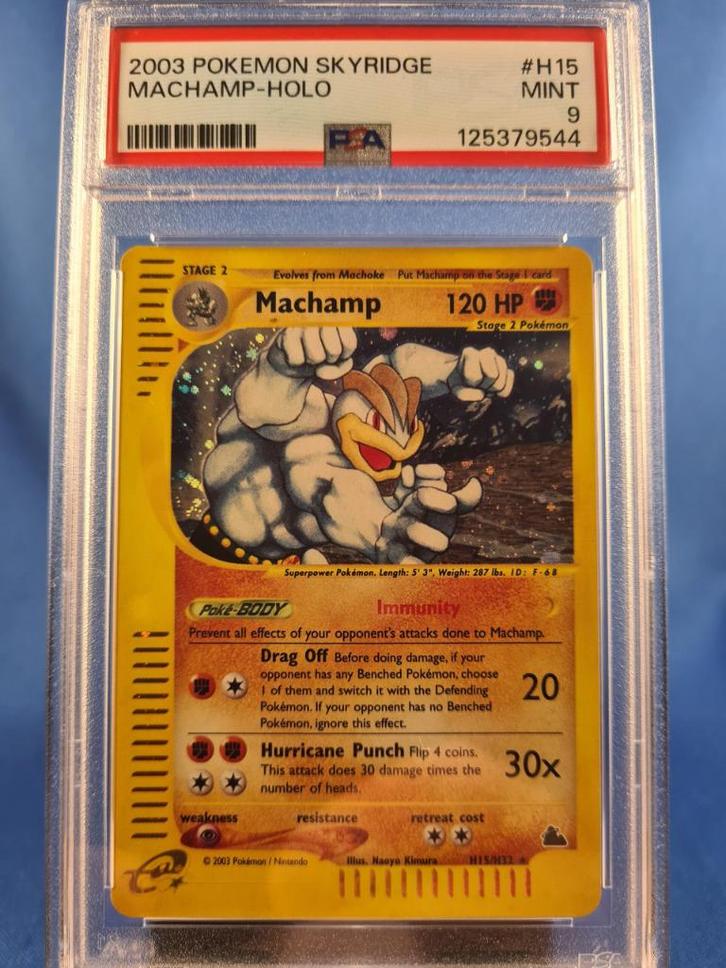 2003 POKEMON SKYRIDGE #H15
MACHAMP-HOLO MINT
9
PSA 125379544
STAGE 2 Evolves from Machoke Put Machamp on the Stage 1 card
Machamp 120 HP
Stage 2 Pokémon
Superpower Pokémon. Length: 5' 3", Weight: 287 lbs. ID: F-68
Poké-BODY Immunity
Prevent all effects of your opponent's attacks done to Machamp.
Drag Off Before doing damage, if your
opponent has any Benched Pokémon, choose
1 of them and switch it with the Defending 20
Pokémon. If your opponent has no Benched
Pokémon, ignore this effect.
Hurricane Punch Flip 4 coins.
This attack does 30 damage times the 30x
number of heads.
weakness resistance retreat cost
© 2003 Pokémon / Nintendo Illus. Naoyo Kimura H15/H32